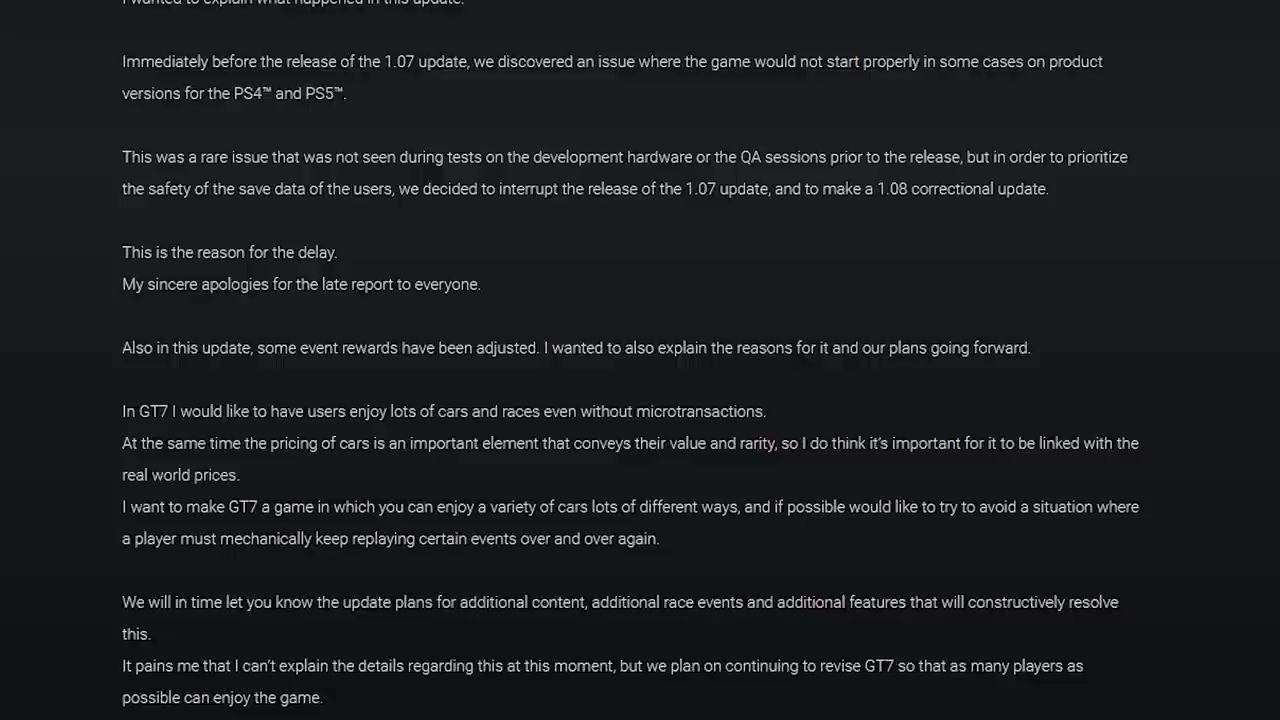 I wanted to explain what happened in this update.
Immediately before the release of the 1.07 update, we discovered an issue where the game would not start properly in some cases on product
versions for the PS4™ and PS5™.
This was a rare issue that was not seen during tests on the development hardware or the QA sessions prior to the release, but in order to prioritize
the safety of the save data of the users, we decided to interrupt the release of the 1.07 update, and to make a 1.08 correctional update.
This is the reason for the delay.
My sincere apologies for the late report to everyone.
Also in this update, some event rewards have been adjusted. I wanted to also explain the reasons for it and our plans going forward.
In GT7 I would like to have users enjoy lots of cars and races even without microtransactions.
At the same time the pricing of cars is an important element that conveys their value and rarity, so I do think it’s important for it to be linked with the
real world prices.
I want to make GT7 a game in which you can enjoy a variety of cars lots of different ways, and if possible would like to try to avoid a situation where
a player must mechanically keep replaying certain events over and over again.
We will in time let you know the update plans for additional content, additional race events and additional features that will constructively resolve
this.
It pains me that I can’t explain the details regarding this at this moment, but we plan on continuing to revise GT7 so that as many players as
possible can enjoy the game.